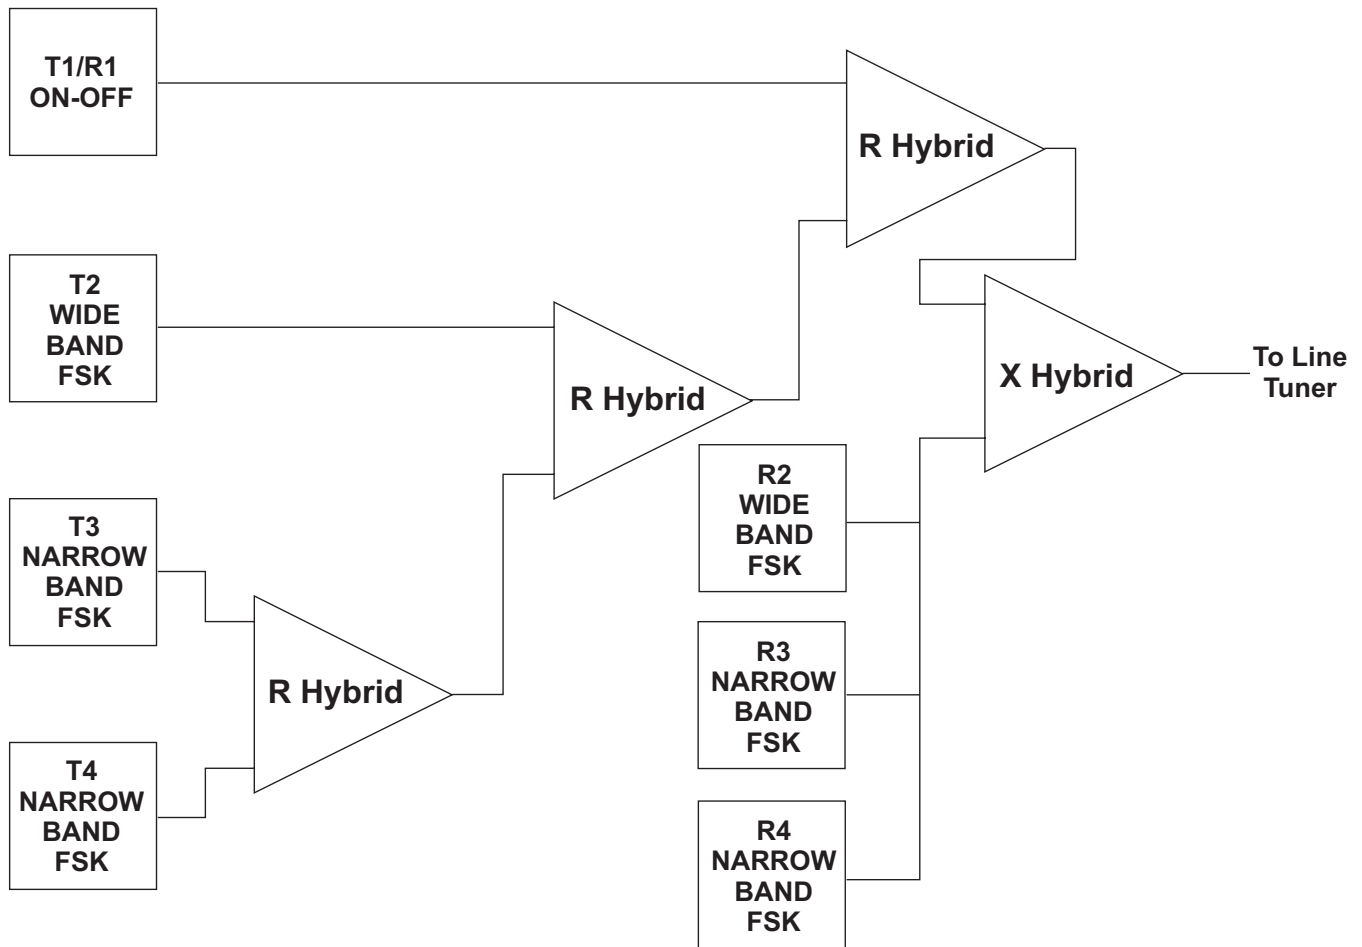 T1/R1
ON-OFF
R Hybrid
T2
WIDE
BAND
FSK
R Hybrid
X Hybrid
To Line
Tuner
T3
NARROW
BAND
FSK
R2
WIDE
BAND
FSK
R Hybrid
R3
NARROW
BAND
FSK
T4
NARROW
BAND
FSK
R4
NARROW
BAND
FSK